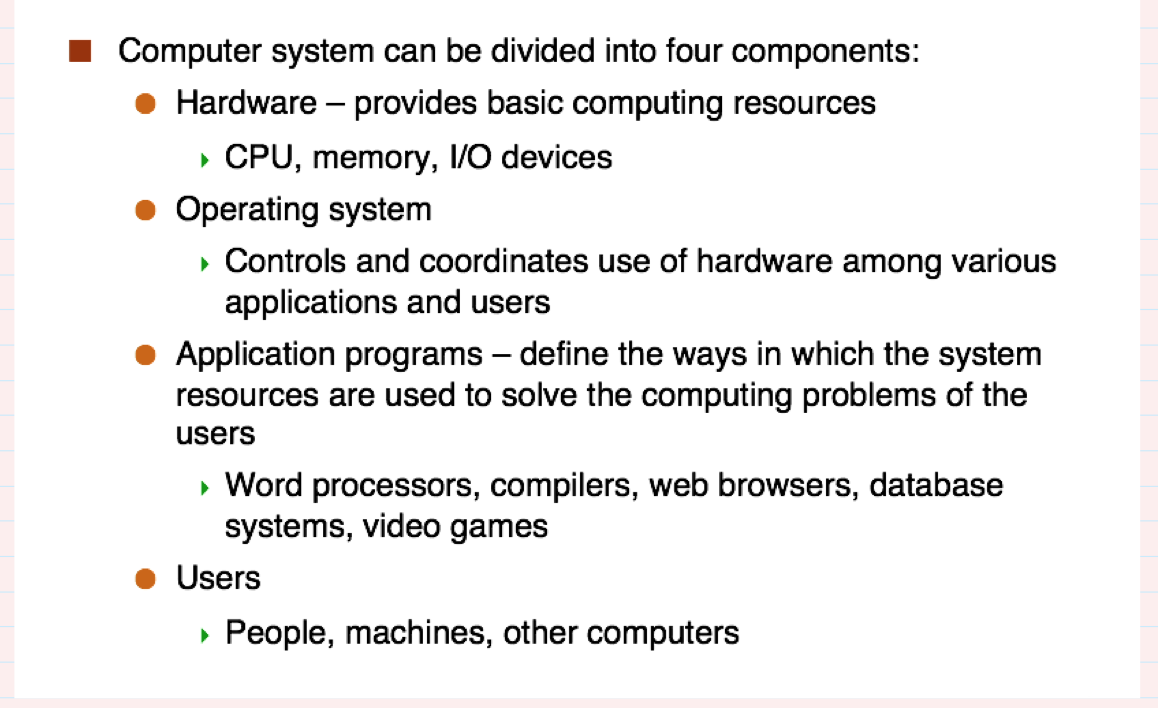 Computer system can be divided into four components:
Hardware – provides basic computing resources
CPU, memory, I/O devices
Operating system
Controls and coordinates use of hardware among various
applications and users
Application programs – define the ways in which the system
resources are used to solve the computing problems of the
users
Word processors, compilers, web browsers, database
systems, video games
Users
People, machines, other computers